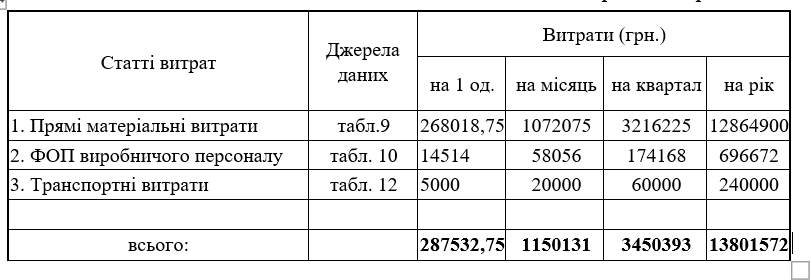 Статті витрат
Джерела
даних
Витрати (грн.)
на 1 од.
на місяць
на квартал
на рік
1. Прямі матеріальні витрати табл.9 268018,75 1072075 3216225 12864900
2. ФОП виробничого персоналу табл. 10 14514 58056 174168 696672
3. Транспортні витрати табл. 12 5000 20000 60000 240000
всього: 287532,75 1150131 3450393 13801572